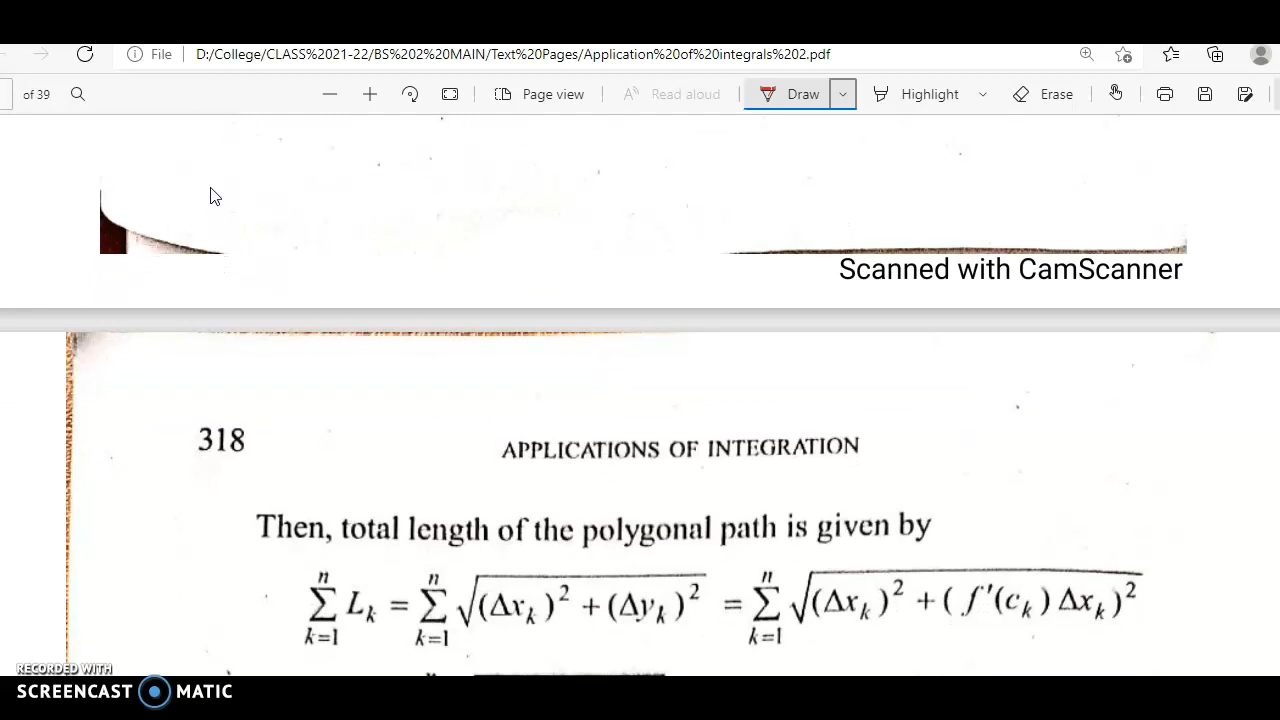 File D:/College/CLASS%2021-22/BS%202%20MAIN/Text%20Pages/Application%20of%20integrals%202.pdf
of 39 Page view Read aloud Draw Highlight Erase
Scanned with CamScanner
318 APPLICATIONS OF INTEGRATION
Then, total length of the polygonal path is given by
\sum_{k=1}^{n} L_k = \sum_{k=1}^{n} \sqrt{(\Delta x_k)^2 + (\Delta y_k)^2} = \sum_{k=1}^{n} \sqrt{(\Delta x_k)^2 + (f'(c_k) \Delta x_k)^2}
RECORDED WITH
SCREENCAST MATIC